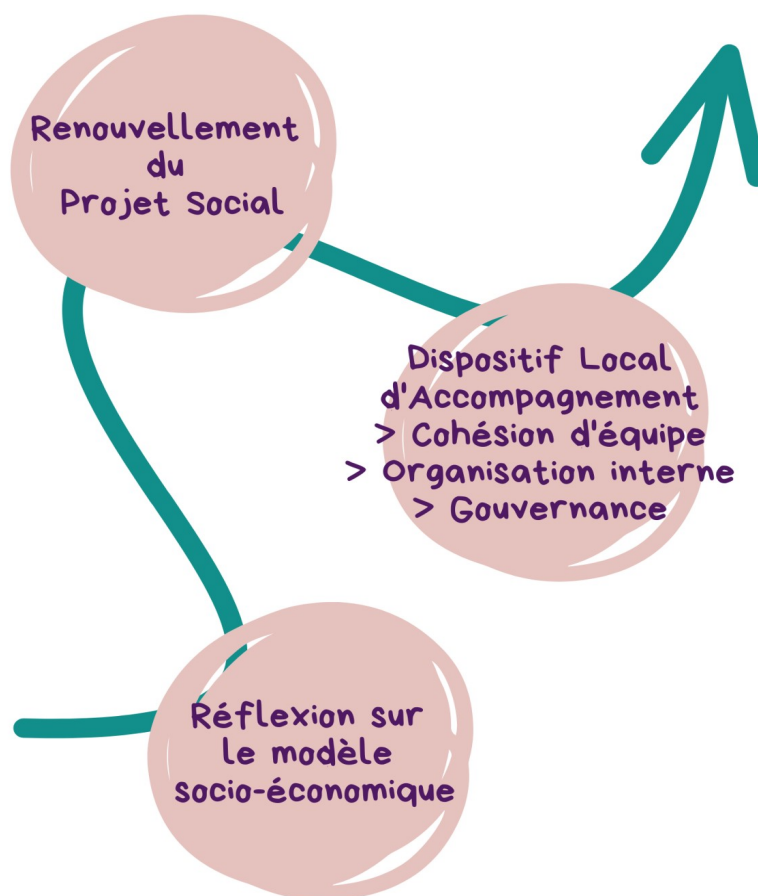 Renouvellement
du
Projet Social
Dispositif Local
d'Accompagnement
> Cohésion d'équipe
> Organisation interne
> Gouvernance
Réflexion sur
le modèle
socio-économique